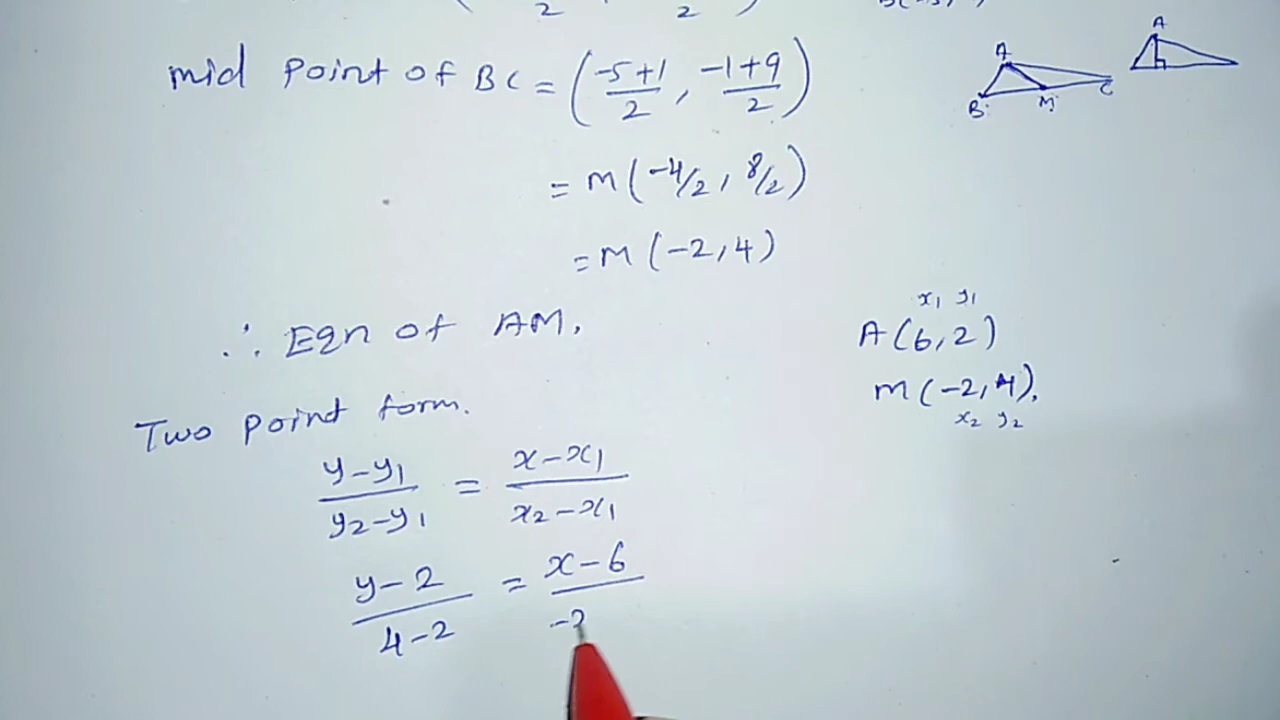 mid point of BC = (-5+1/2, -1+9/2)
= M(-4/2, 8/2)
= M(-2,4)
∴ Eqn of AM,
Two point form.
y-y1/y2-y1 = x-x1/x2-x1
y-2/4-2 = x-6/-2
A
B
M
C
A
x1 y1
A(6,2)
M(-2,4),
x2 y2